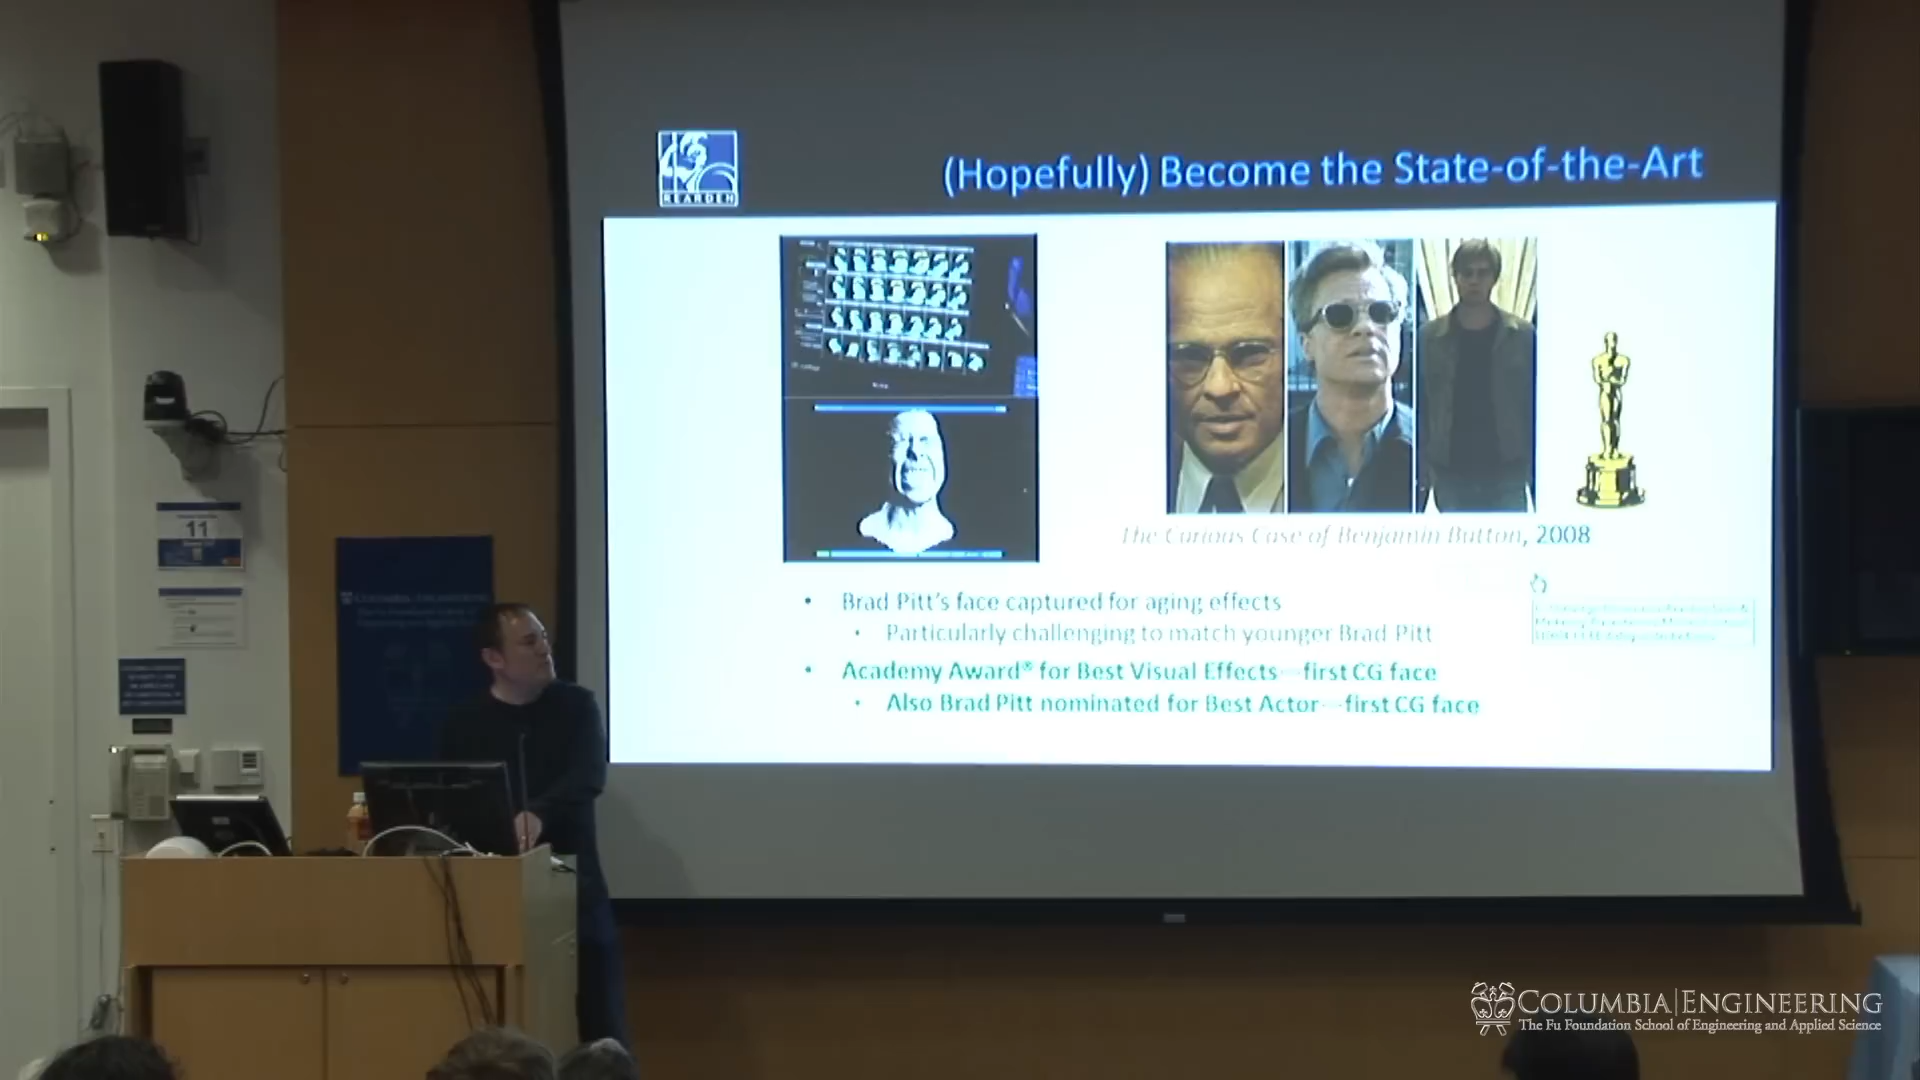 REARDEN
(Hopefully) Become the State-of-the-Art
The Curious Case of Benjamin Button, 2008
• Brad Pitt's face captured for aging effects
• Particularly challenging to match younger Brad Pitt
• Academy Award® for Best Visual Effects—first CG face
• Also Brad Pitt nominated for Best Actor—first CG face
11
COLUMBIA | ENGINEERING
COLUMBIA | ENGINEERING
The Fu Foundation School of Engineering and Applied Science